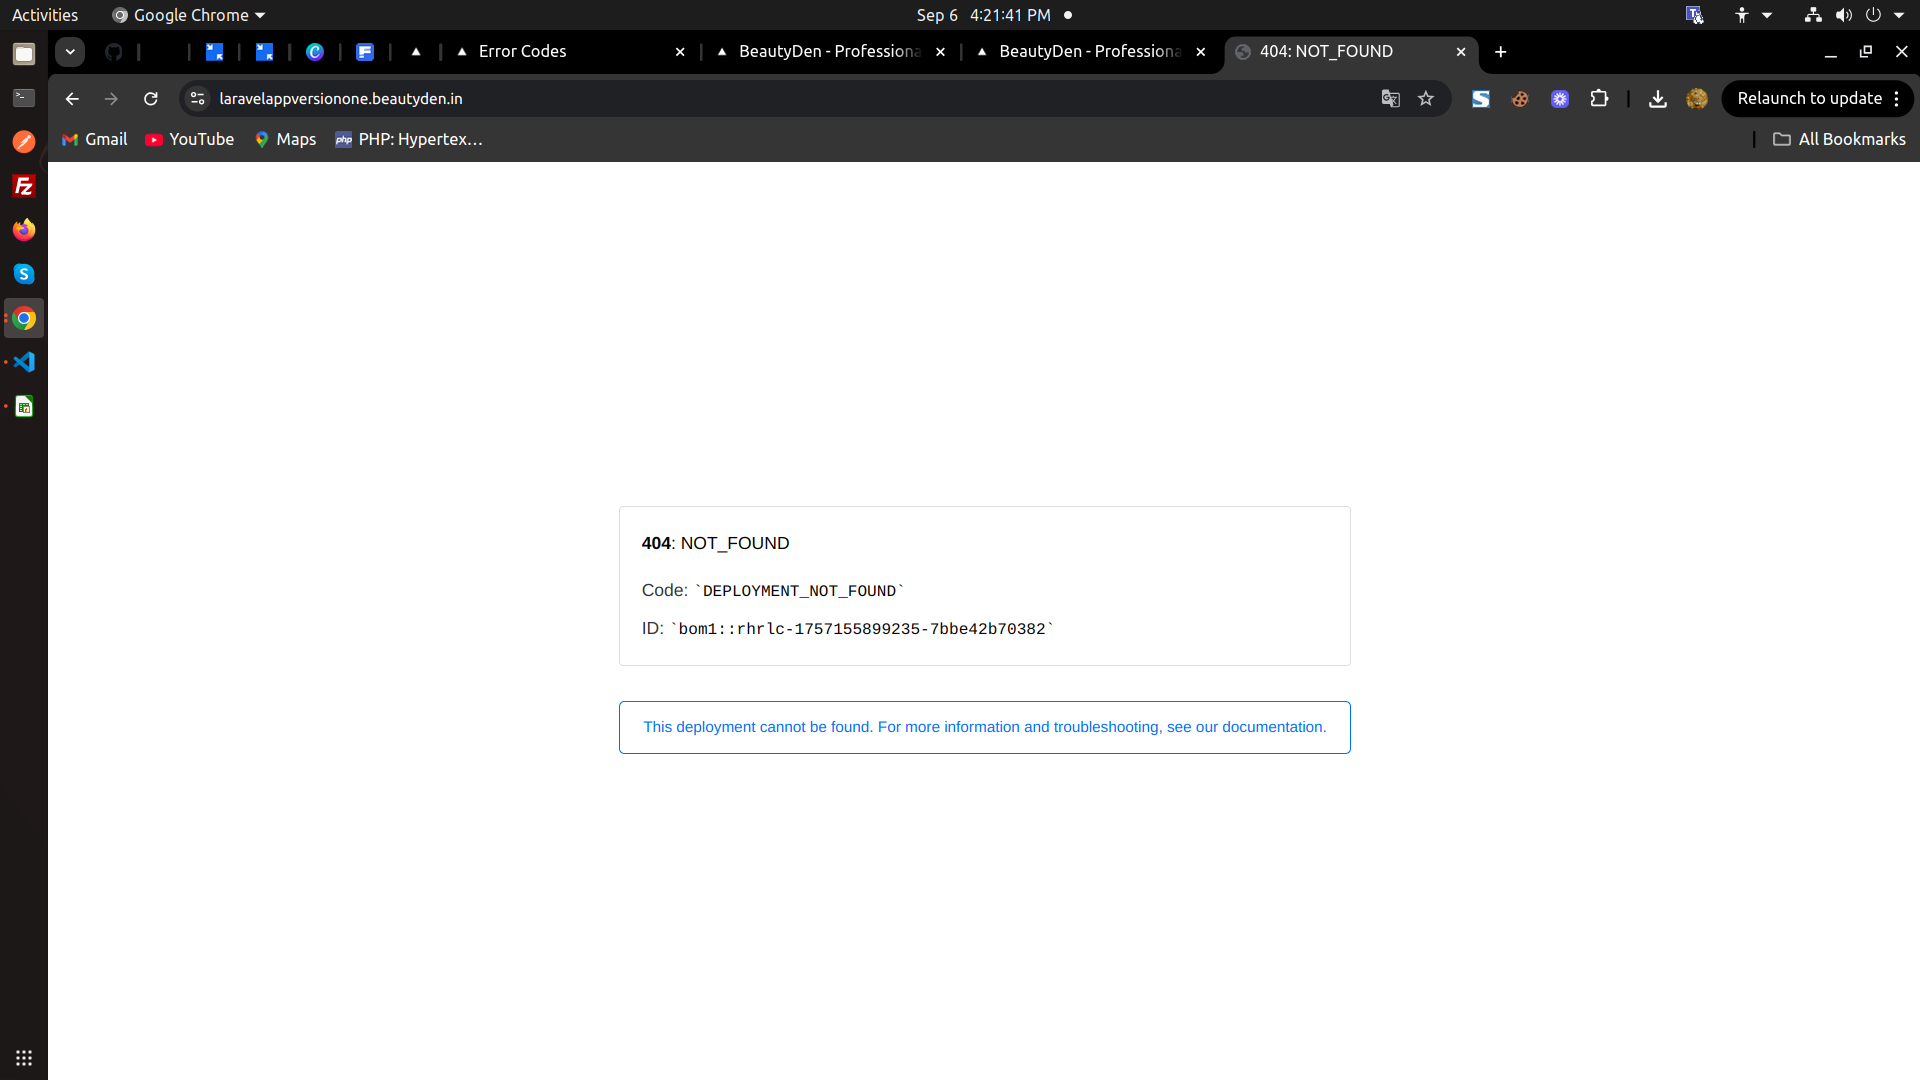 Activities
Google Chrome
Sep 6 4:21:41 PM
Error Codes
BeautyDen - Professiona
BeautyDen - Professiona
404: NOT_FOUND
laravelappversionone.beautyden.in
Relaunch to update
Gmail
YouTube
Maps
php
PHP: Hypertex…
All Bookmarks
404: NOT_FOUND
Code: `DEPLOYMENT_NOT_FOUND`
ID: `bom1::rhrlc-1757155899235-7bbe42b70382`
This deployment cannot be found. For more information and troubleshooting, see our documentation.